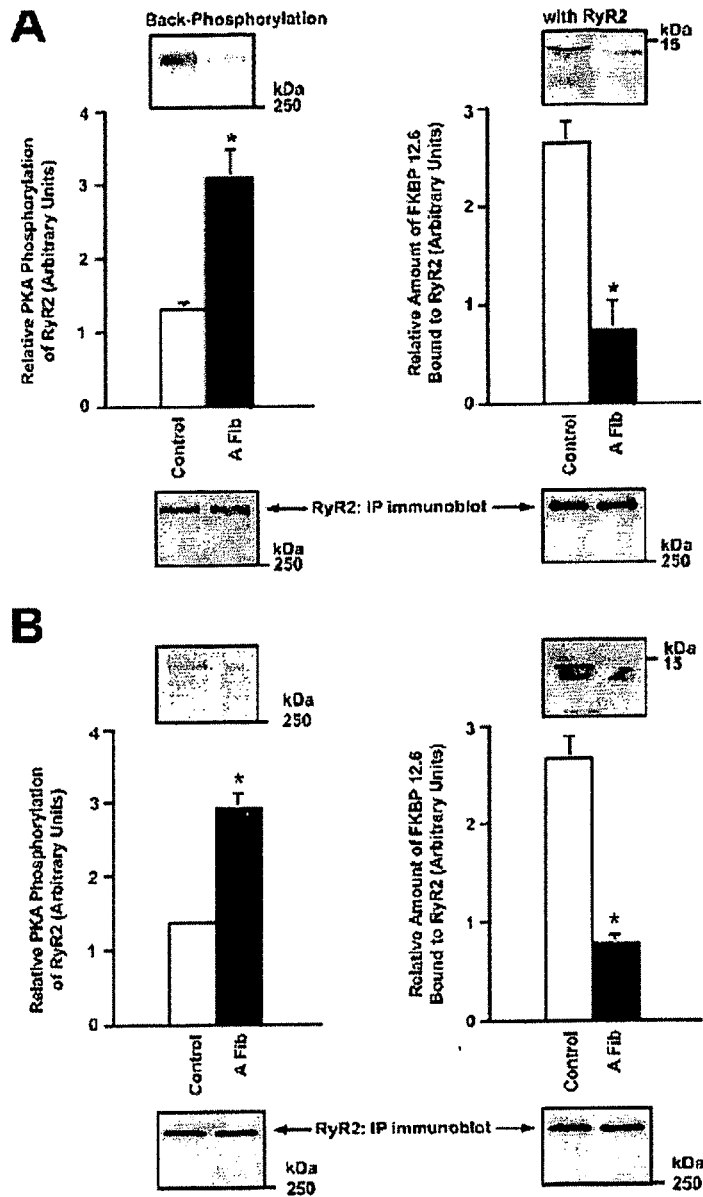 A
Back-Phosphorylation
kDa
250
with RyR2
kDa
15
Relative PKA Phosphorylation
of RyR2 (Arbitrary Units)
4
3
2
1
0
*
Control
A Fib
Relative Amount of FKBP 12.6
Bound to RyR2 (Arbitrary Units)
3
2
1
0
*
Control
A Fib
RyR2: IP immunoblot
kDa
250
kDa
250
B
kDa
250
kDa
15
Relative PKA Phosphorylation
of RyR2 (Arbitrary Units)
4
3
2
1
0
*
Control
A Fib
Relative Amount of FKBP 12.6
Bound to RyR2 (Arbitrary Units)
3
2
1
0
*
Control
A Fib
RyR2: IP immunoblot
kDa
250
kDa
250